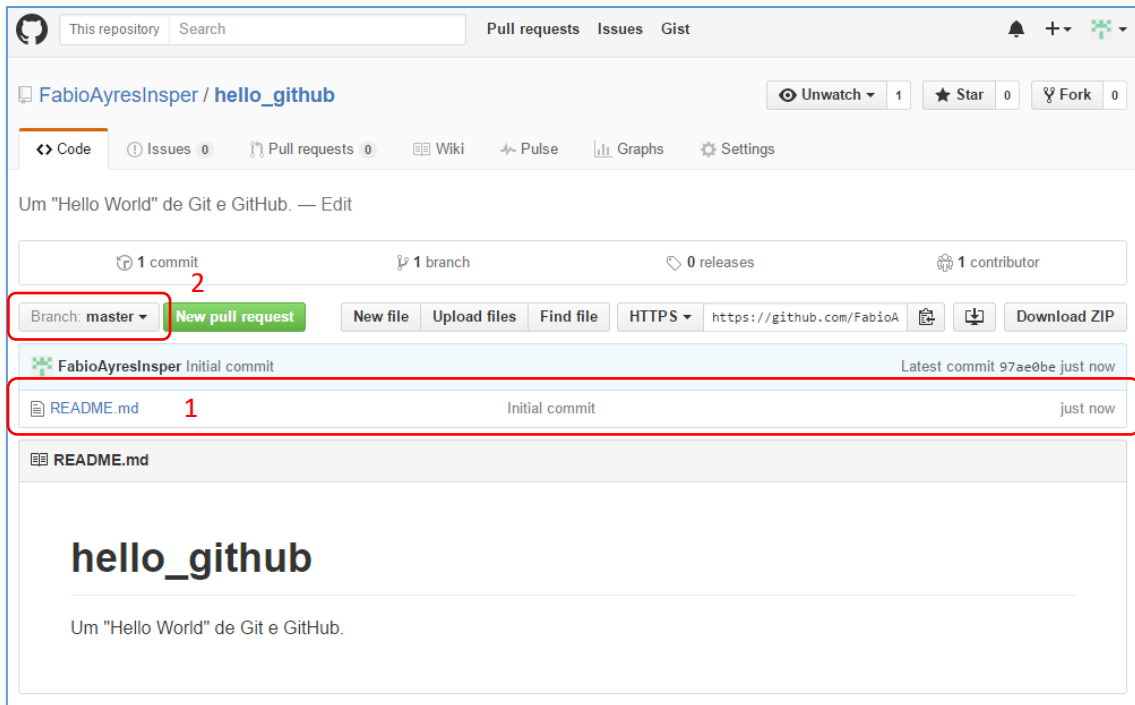 This repository Search Pull requests Issues Gist
FabioAyresInsper / hello_github Unwatch 1 Star 0 Fork 0
Code Issues 0 Pull requests 0 Wiki Pulse Graphs Settings
Um "Hello World" de Git e GitHub. — Edit
1 commit 1 branch 0 releases 1 contributor
2
Branch: master New pull request New file Upload files Find file HTTPS https://github.com/FabioA Download ZIP
FabioAyresInsper Initial commit Latest commit 97ae0be just now
README.md 1 Initial commit just now
README.md
hello_github
Um "Hello World" de Git e GitHub.